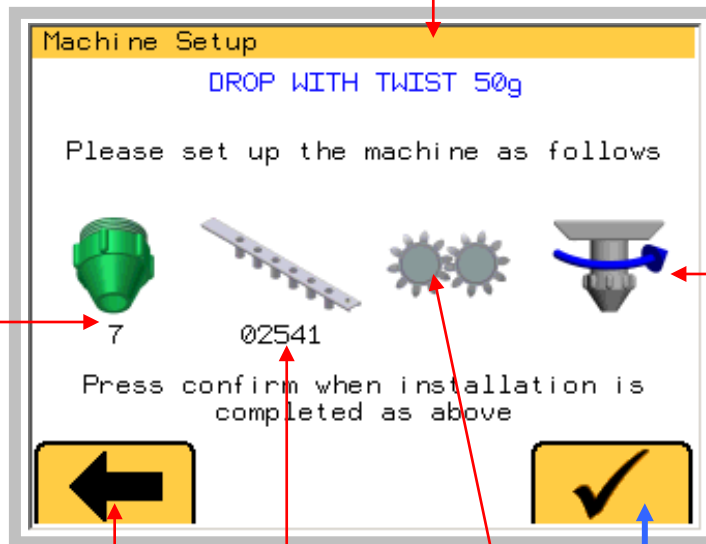 Machine Setup
DROP WITH TWIST 50g
Please set up the machine as follows
7
02541
Press confirm when installation is
completed as above